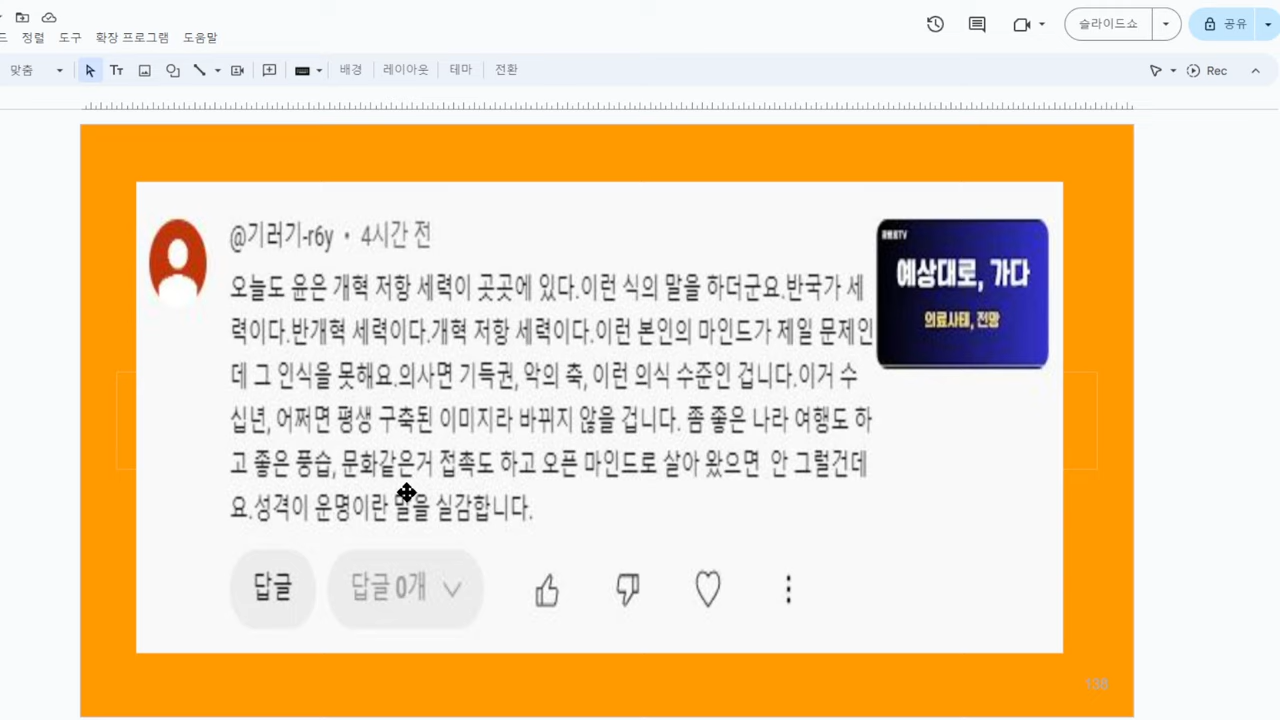 정렬 도구 확장 프로그램 도움말
슬라이드쇼
공유
맞춤
배경 레이아웃 테마 전환
Rec
@기러기-r6y · 4시간 전
오늘도 윤은 개혁 저항 세력이 곳곳에 있다.이런 식의 말을 하더군요.반국가 세
력이다.반개혁 세력이다.개혁 저항 세력이다.이런 본인의 마인드가 제일 문제인
데 그 인식을 못해요.의사면 기득권, 악의 축, 이런 의식 수준인 겁니다.이거 수
십년, 어쩌면 평생 구축된 이미지라 바뀌지 않을 겁니다. 쫌 좋은 나라 여행도 하
고 좋은 풍습, 문화같은거 접촉도 하고 오픈 마인드로 살아 왔으면 안 그럴건데
요.성격이 운명이란 말을 실감합니다.
예상대로, 가다
의료사태, 전망
답글
답글 0개
138